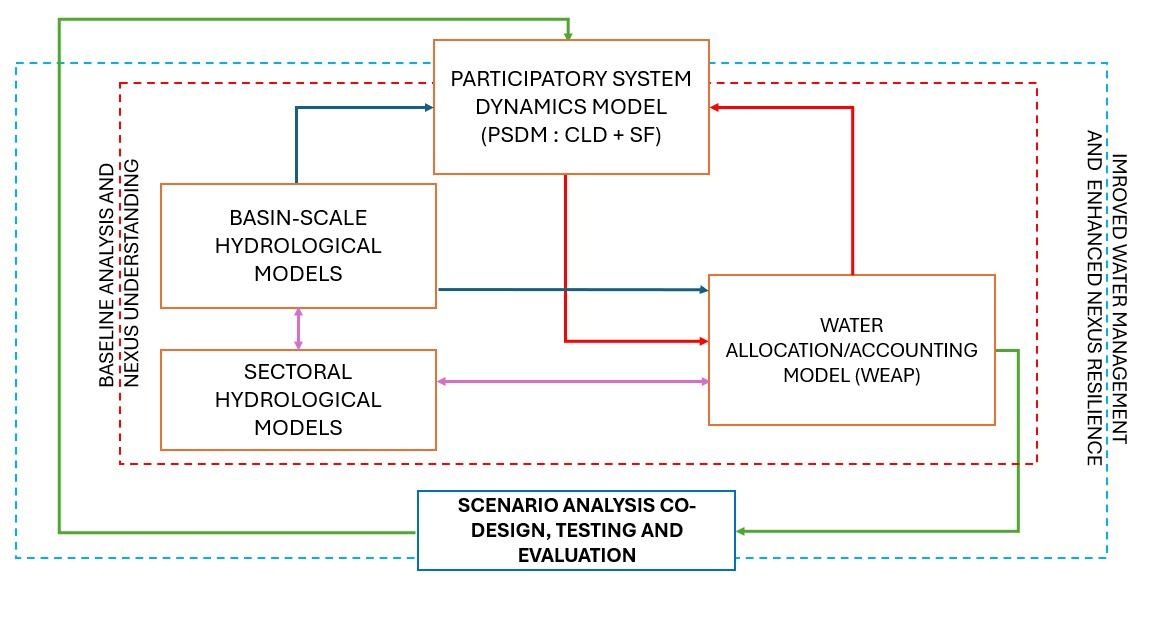 PARTICIPATORY SYSTEM
DYNAMICS MODEL
(PSDM : CLD + SF)
BASELINE ANALYSIS AND
NEXUS UNDERSTANDING
BASIN-SCALE
HYDROLOGICAL
MODELS
SECTORAL
HYDROLOGICAL
MODELS
WATER
ALLOCATION/ACCOUNTING
MODEL (WEAP)
IMROVED WATER MANAGEMENT
AND ENHANCED NEXUS RESILIENCE
SCENARIO ANALYSIS CO-
DESIGN, TESTING AND
EVALUATION